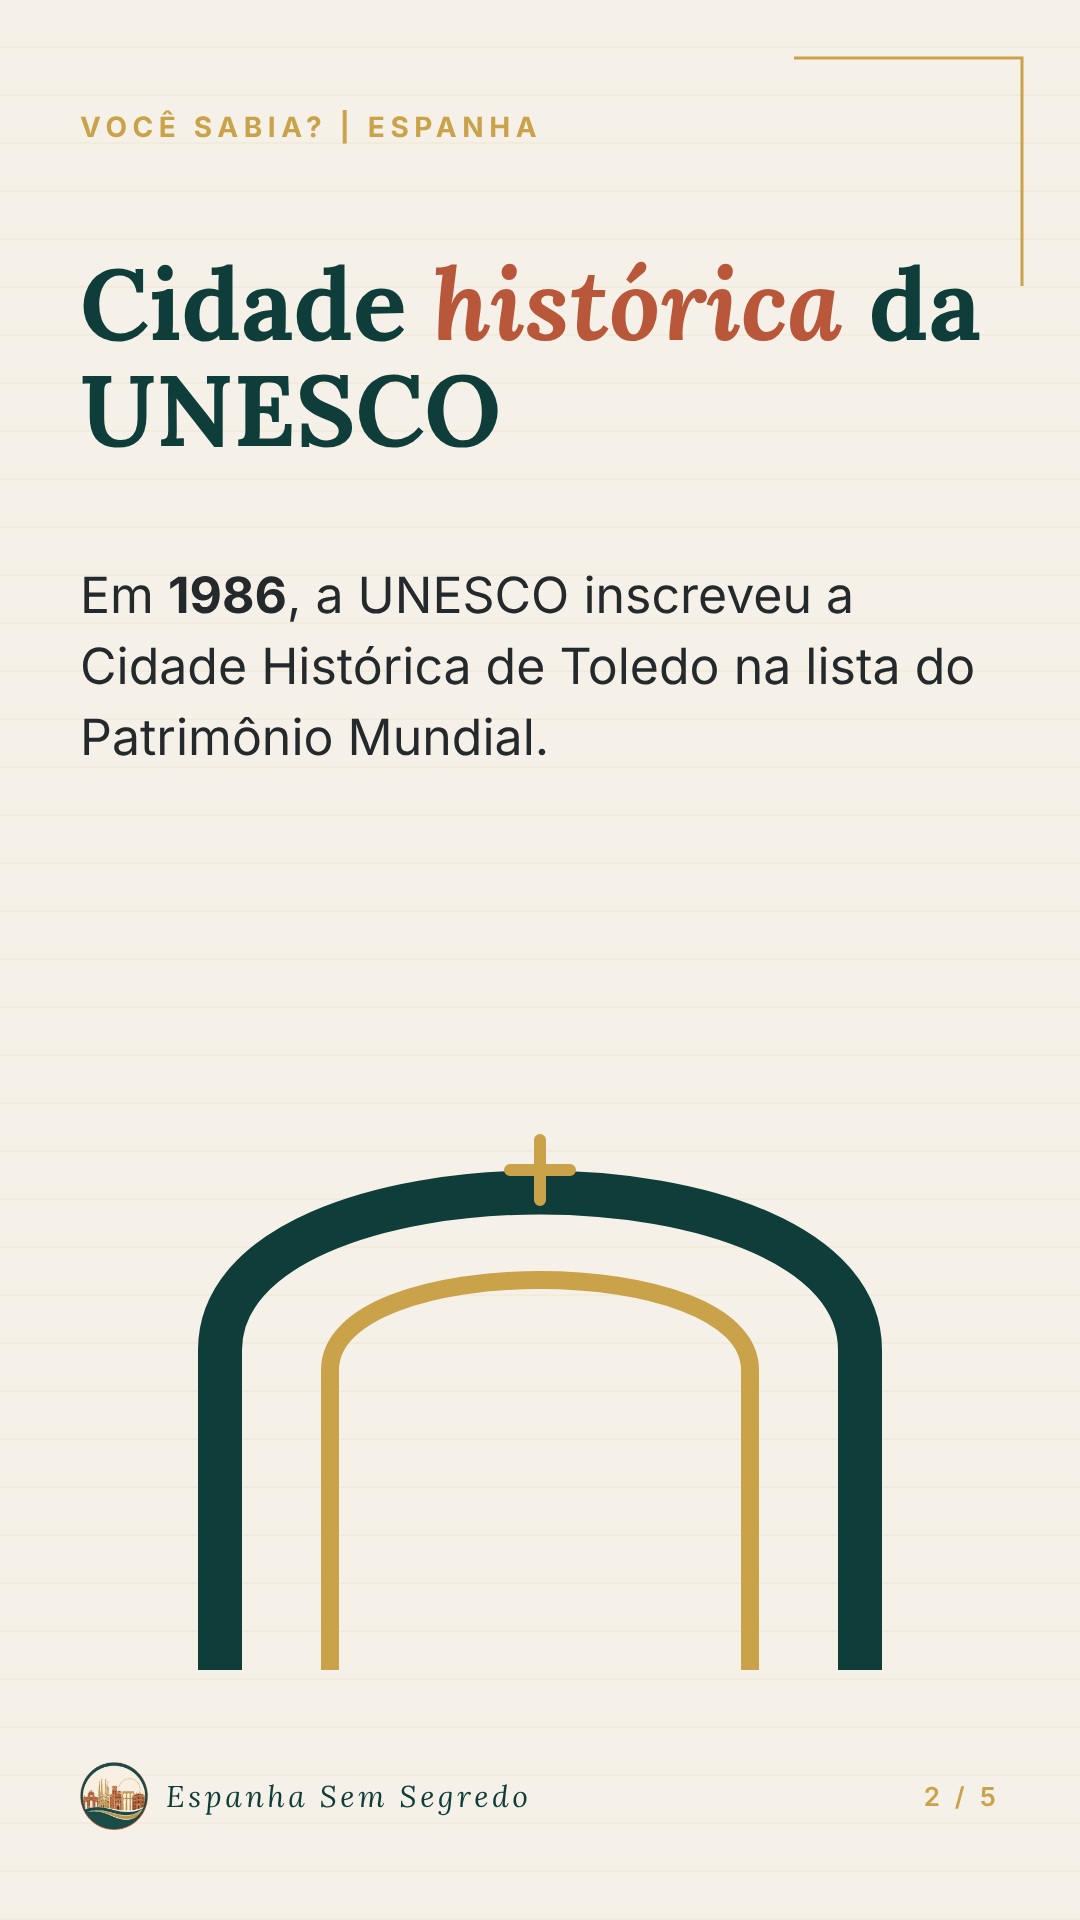 VOCÊ SABIA? | ESPANHA
Cidade histórica da
UNESCO
Em 1986, a UNESCO inscreveu a
Cidade Histórica de Toledo na lista do
Patrimônio Mundial.
Espanha Sem Segredo
2 / 5